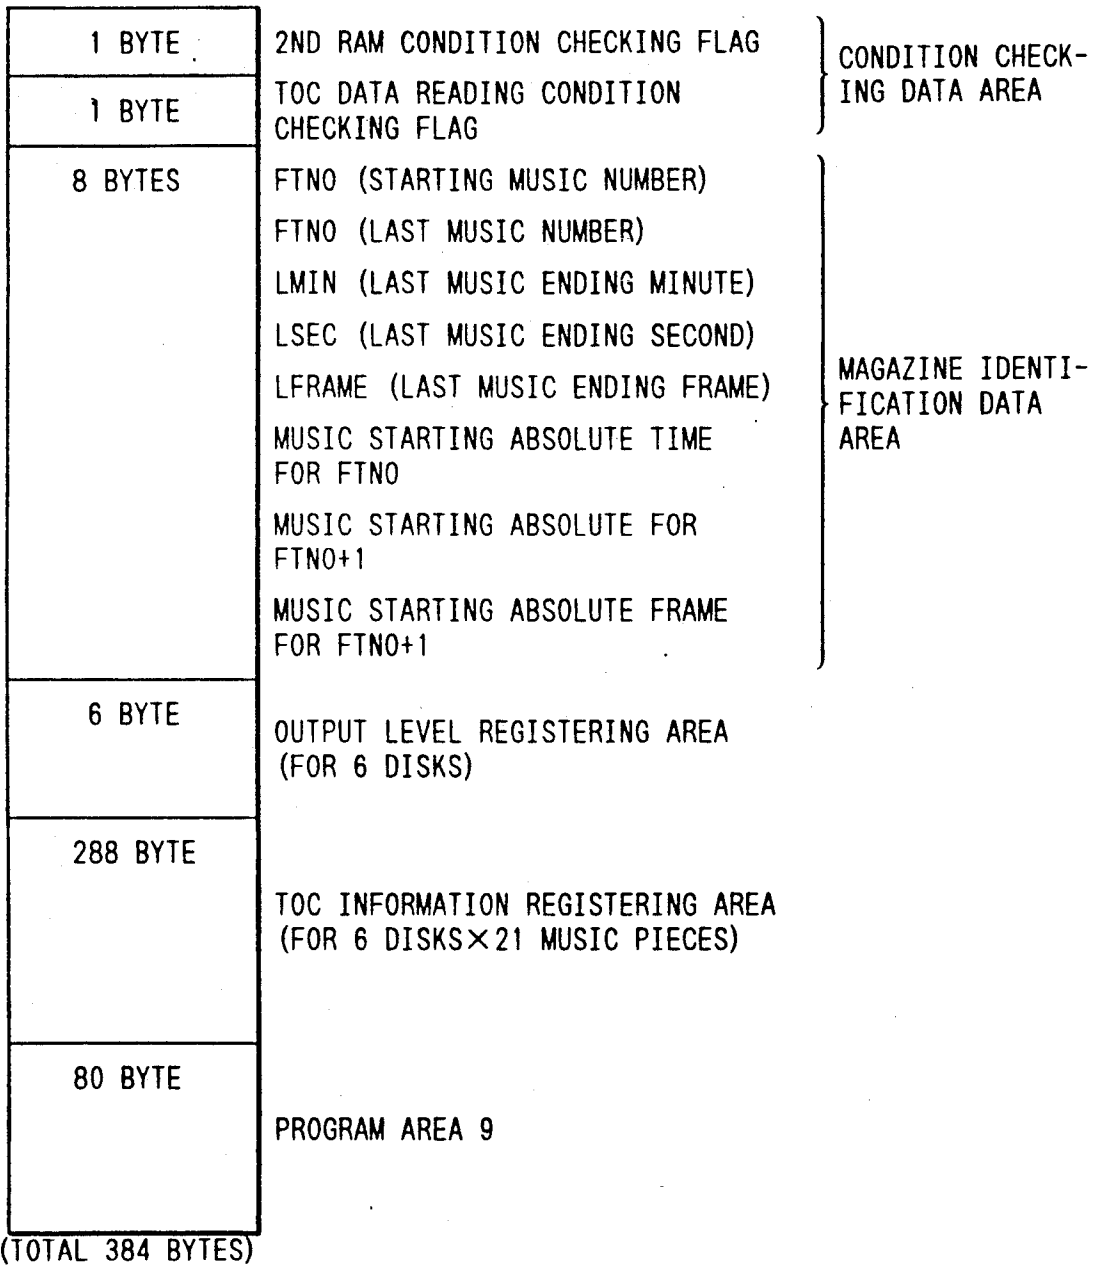 1 BYTE
2ND RAM CONDITION CHECKING FLAG
1 BYTE
TOC DATA READING CONDITION
CHECKING FLAG
CONDITION CHECK-
ING DATA AREA
8 BYTES
FTNO (STARTING MUSIC NUMBER)
FTNO (LAST MUSIC NUMBER)
LMIN (LAST MUSIC ENDING MINUTE)
LSEC (LAST MUSIC ENDING SECOND)
LFRAME (LAST MUSIC ENDING FRAME)
MUSIC STARTING ABSOLUTE TIME
FOR FTNO
MUSIC STARTING ABSOLUTE FOR
FTNO+1
MUSIC STARTING ABSOLUTE FRAME
FOR FTNO+1
MAGAZINE IDENTI-
FICATION DATA
AREA
6 BYTE
OUTPUT LEVEL REGISTERING AREA
(FOR 6 DISKS)
288 BYTE
TOC INFORMATION REGISTERING AREA
(FOR 6 DISKS×21 MUSIC PIECES)
80 BYTE
PROGRAM AREA 9
(TOTAL 384 BYTES)